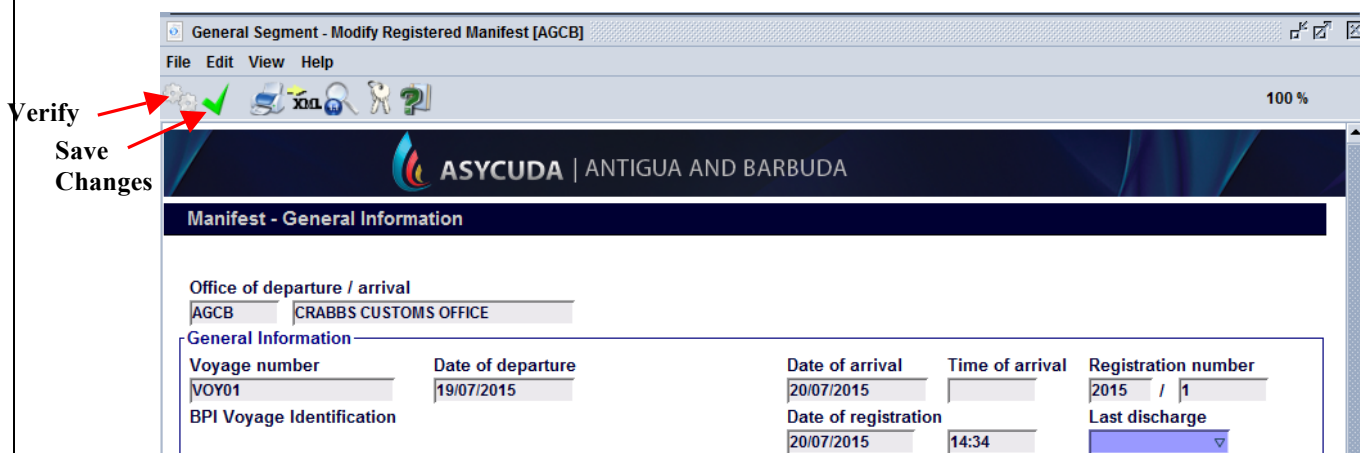 General Segment - Modify Registered Manifest [AGCB]
File Edit View Help
100 %
Verify
Save
Changes
ASYCUDA | ANTIGUA AND BARBUDA
Manifest - General Information
Office of departure / arrival
AGCB CRABBS CUSTOMS OFFICE
General Information
Voyage number Date of departure Date of arrival Time of arrival Registration number
VOY01 19/07/2015 20/07/2015 2015 / 1
BPI Voyage Identification Date of registration Last discharge
20/07/2015 14:34